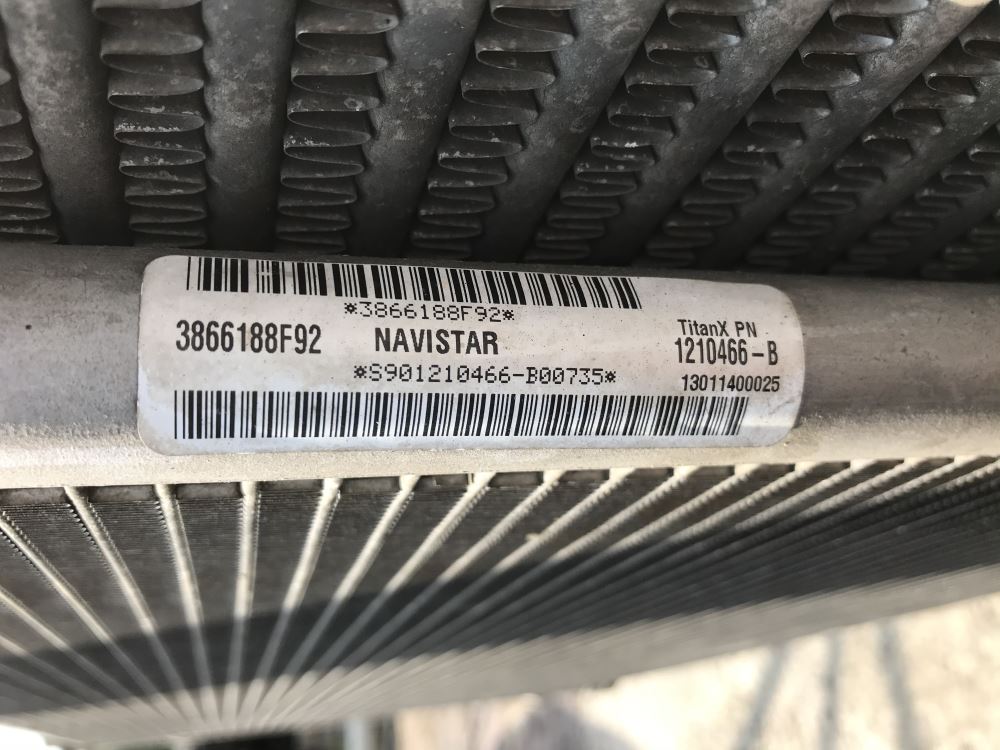 *3866188F92*
3866188F92 NAVISTAR TitanX PN
1210466-B
*S901210466-B00735*
13011400025